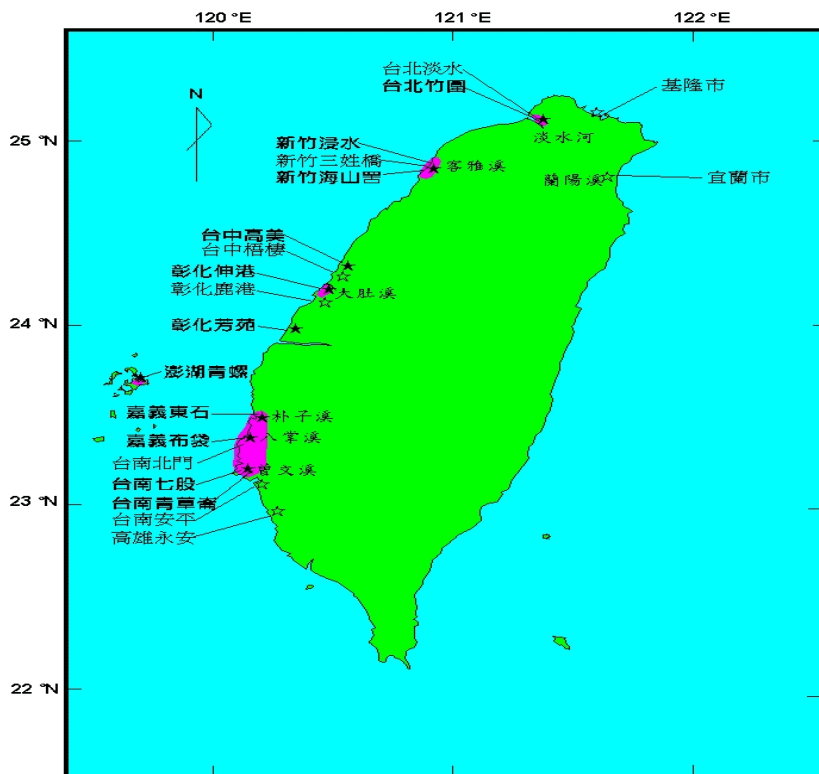 120 °E
121 °E
122 °E
台北淡水
台北竹圍
基隆市
N
25 °N
淡水河
新竹浸水
新竹三姓橋
客雅溪
新竹海山罟
蘭陽溪
宜蘭市
台中高美
台中梧棲
彰化伸港
彰化鹿港
大肚溪
24 °N
彰化芳苑
澎湖青螺
嘉義東石
朴子溪
嘉義布袋
八掌溪
台南北門
台南七股
曾文溪
23 °N
台南青草崙
台南安平
高雄永安
22 °N